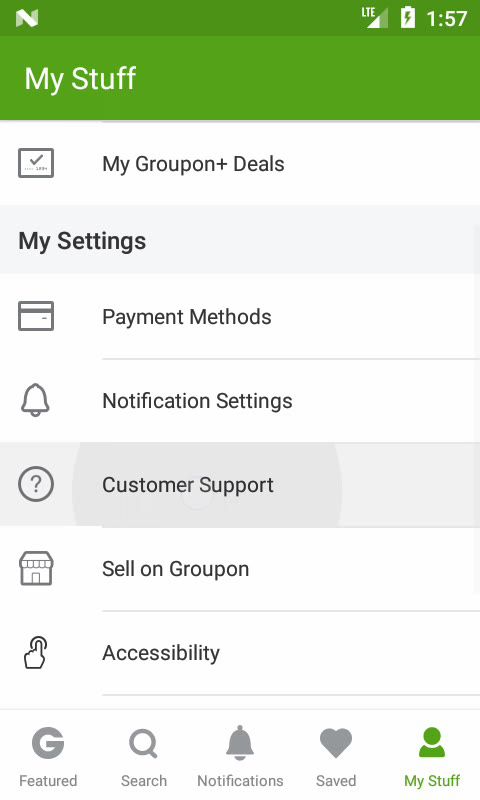 LTE 1:57
My Stuff
My Groupon+ Deals
My Settings
Payment Methods
Notification Settings
Customer Support
Sell on Groupon
Accessibility
Featured
Search
Notifications
Saved
My Stuff